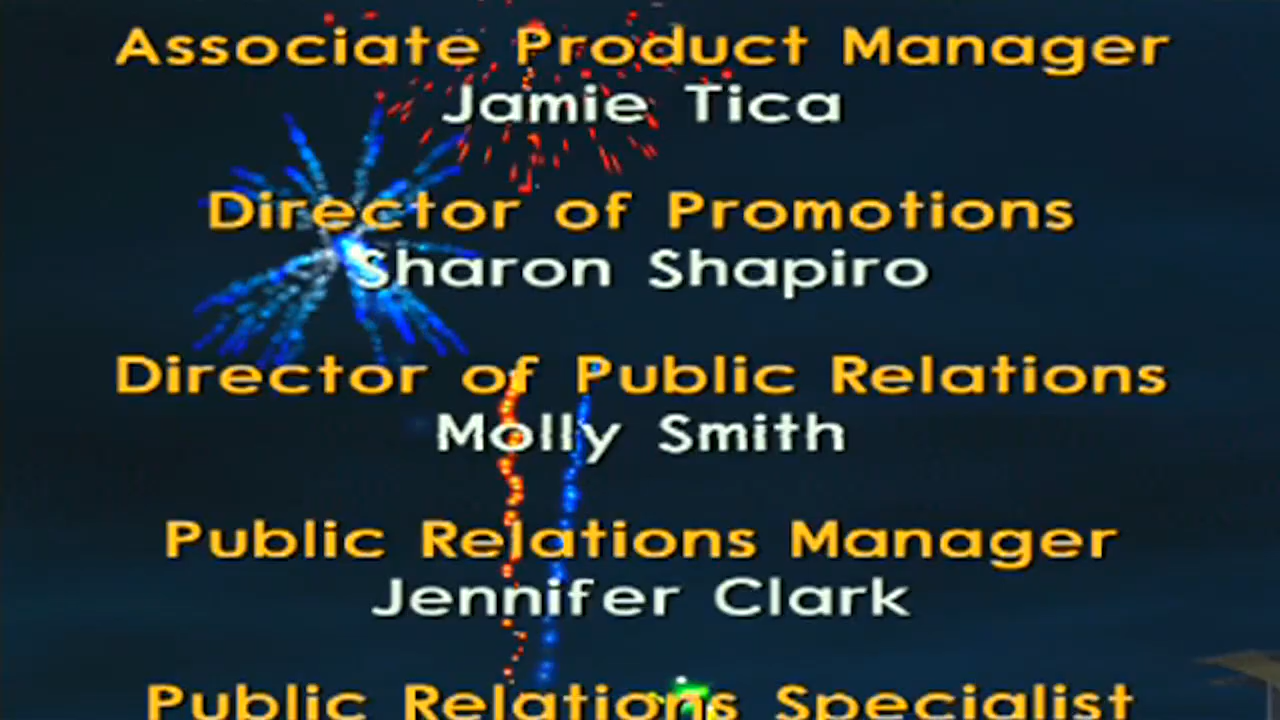 Associate Product Manager
Jamie Tica
Director of Promotions
Sharon Shapiro
Director of Public Relations
Molly Smith
Public Relations Manager
Jennifer Clark
Public Relations Specialist